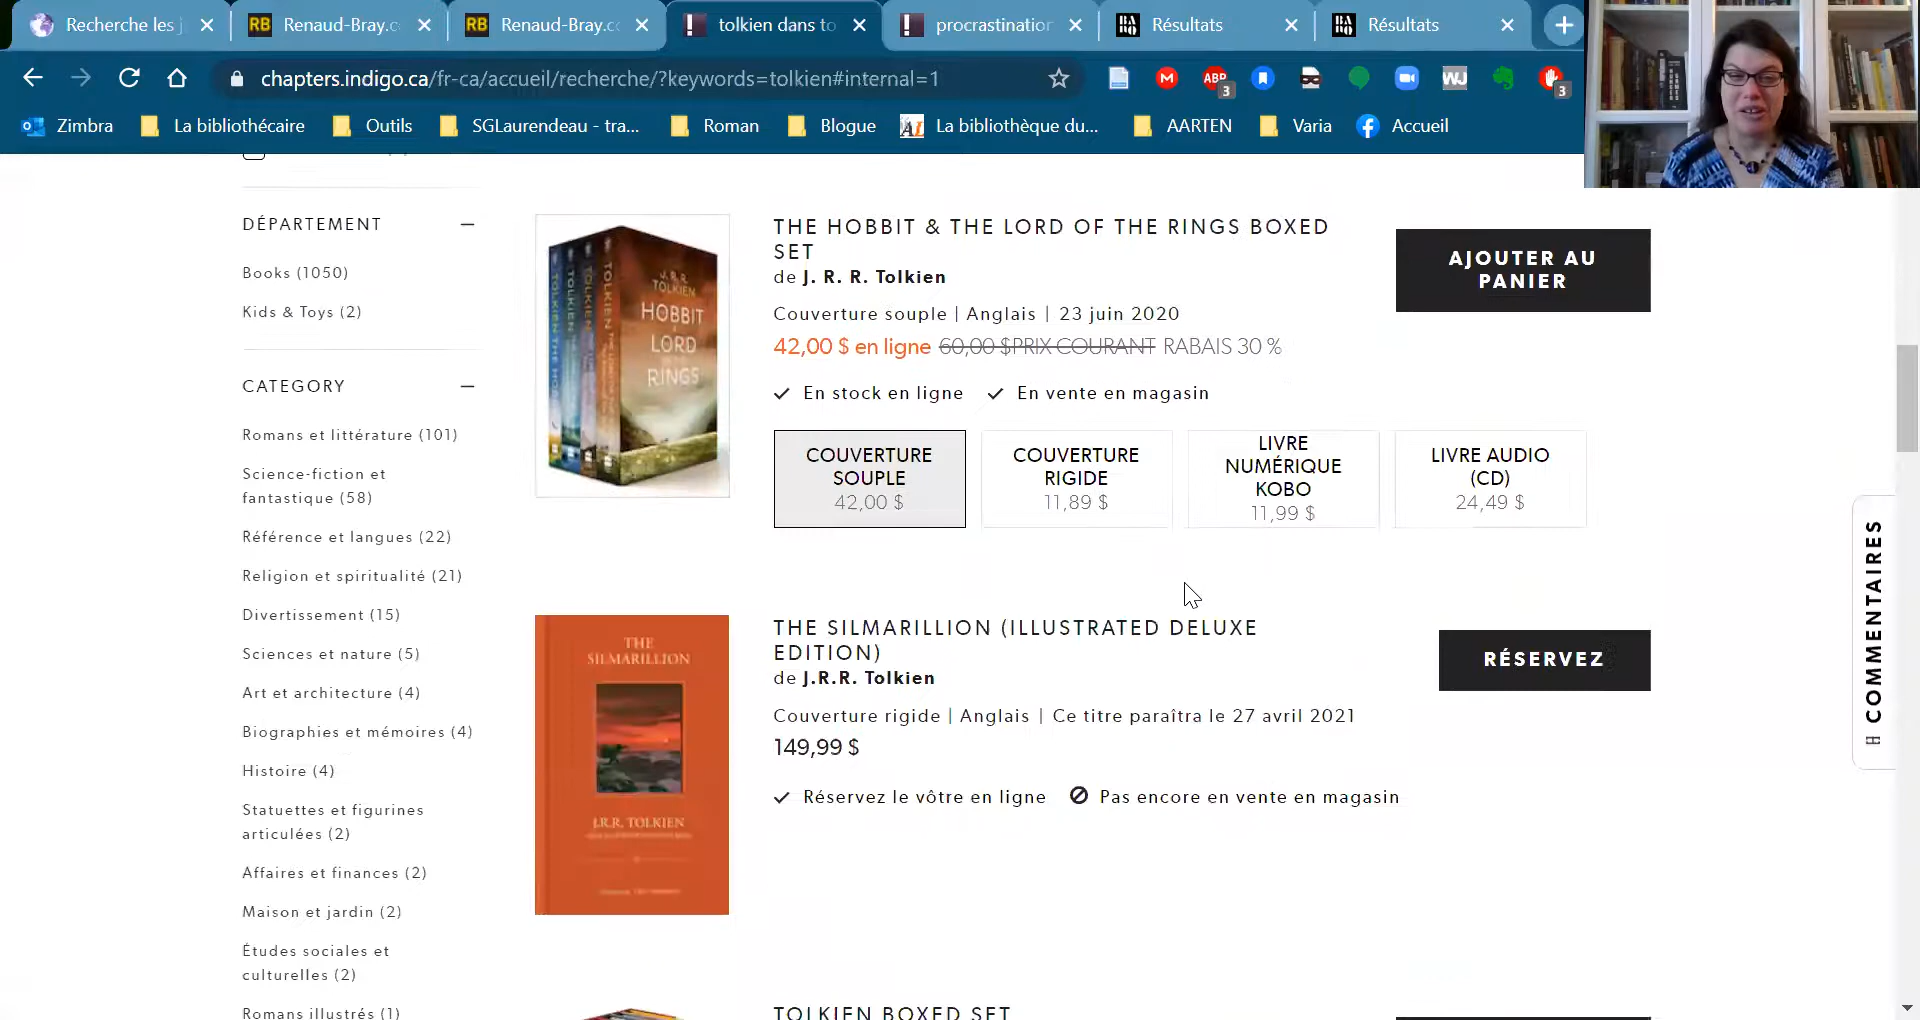 Recherche les j
Renaud-Bray.c
Renaud-Bray.cc
tolkien dans to
procrastination
Résultats
Résultats
chapters.indigo.ca/fr-ca/accueil/recherche/?keywords=tolkien#internal=1
ABP
3
WJ
3
Zimbra
La bibliothécaire
Outils
SGLaurendeau - tra...
Roman
Blogue
La bibliothèque du...
AARTEN
Varia
Accueil
DÉPARTEMENT
Books (1050)
Kids & Toys (2)
CATEGORY
Romans et littérature (101)
Science-fiction et
fantastique (58)
Référence et langues (22)
Religion et spiritualité (21)
Divertissement (15)
Sciences et nature (5)
Art et architecture (4)
Biographies et mémoires (4)
Histoire (4)
Statuettes et figurines
articulées (2)
Affaires et finances (2)
Maison et jardin (2)
Études sociales et
culturelles (2)
Romans illustrés (1)
J.R.R.
TOLKIEN
HOBBIT
LORD
RINGS
THE HOBBIT & THE LORD OF THE RINGS BOXED
SET
de J. R. R. Tolkien
Couverture souple | Anglais | 23 juin 2020
42,00 $ en ligne 60,00 $PRIX COURANT RABAIS 30 %
En stock en ligne
En vente en magasin
COUVERTURE
SOUPLE
42,00 $
COUVERTURE
RIGIDE
11,89 $
LIVRE
NUMÉRIQUE
KOBO
11,99 $
LIVRE AUDIO
(CD)
24,49 $
AJOUTER AU
PANIER
THE
SILMARILLION
J.R.R. TOLKIEN
THE SILMARILLION (ILLUSTRATED DELUXE
EDITION)
de J.R.R. Tolkien
Couverture rigide | Anglais | Ce titre paraîtra le 27 avril 2021
149,99 $
Réservez le vôtre en ligne
Pas encore en vente en magasin
RÉSERVEZ
TOLKIEN BOXED SET
COMMENTAIRES